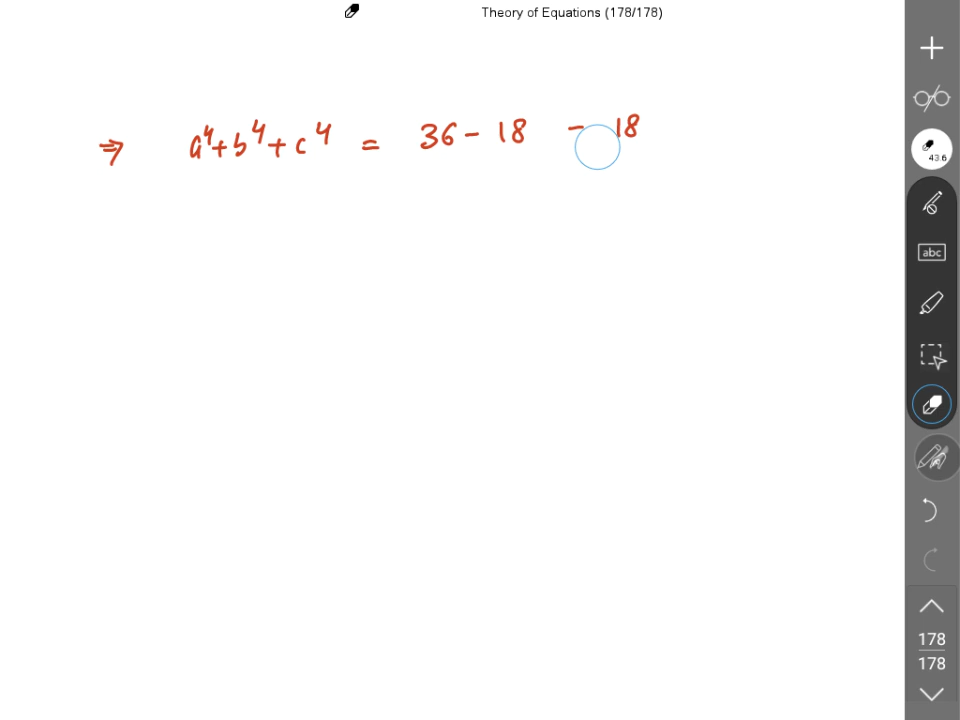 Theory of Equations (178/178)
⇒ a⁴+b⁴+c⁴ = 36 - 18 - 18
43.6
abc
178
178